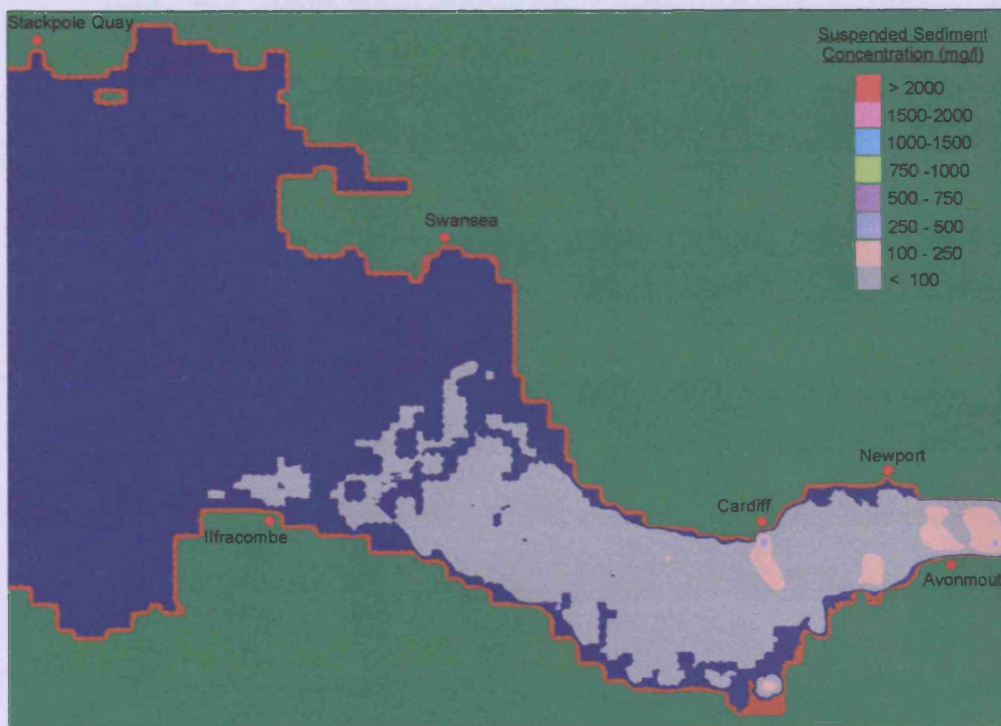 Stackpole Quay
Suspended Sediment
Concentration (mg/l)
> 2000
1500-2000
1000-1500
750 -1000
500 - 750
250 - 500
100 - 250
< 100
Swansea
Newport
Cardiff
Ilfracombe
Avonmout